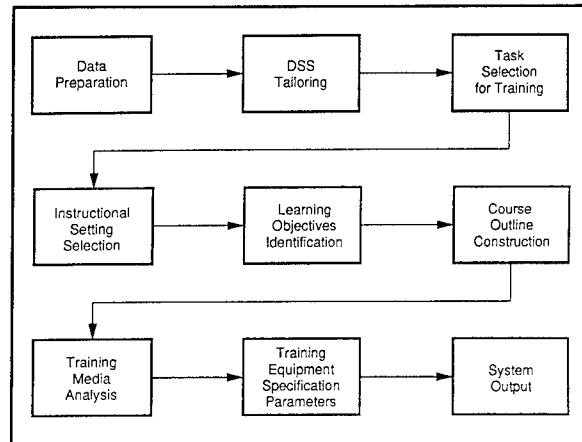 Data
Preparation
DSS
Tailoring
Task
Selection
for Training
Instructional
Setting
Selection
Learning
Objectives
Identification
Course
Outline
Construction
Training
Media
Analysis
Training
Equipment
Specification
Parameters
System
Output